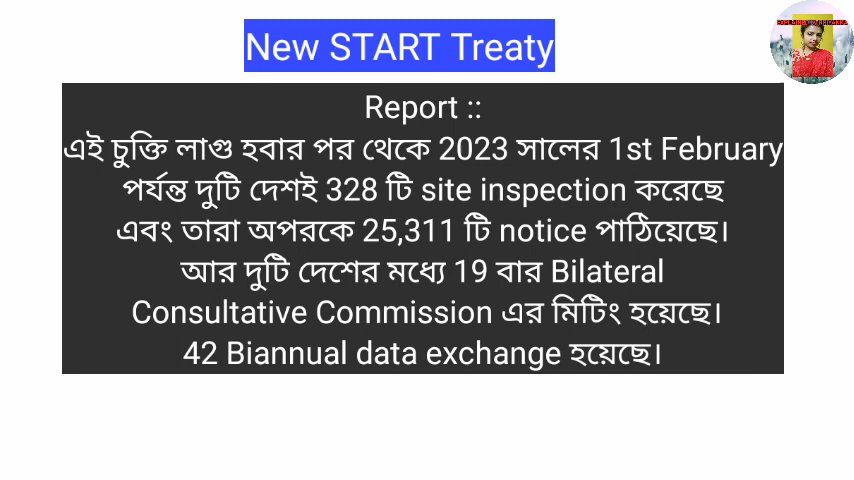 New START Treaty
Report ::
এই চুক্তি লাগু হবার পর থেকে 2023 সালের 1st February
পর্যন্ত দুটি দেশই 328 টি site inspection করেছে
এবং তারা অপরকে 25,311 টি notice পাঠিয়েছে।
আর দুটি দেশের মধ্যে 19 বার Bilateral
Consultative Commission এর মিটিং হয়েছে।
42 Biannual data exchange হয়েছে।